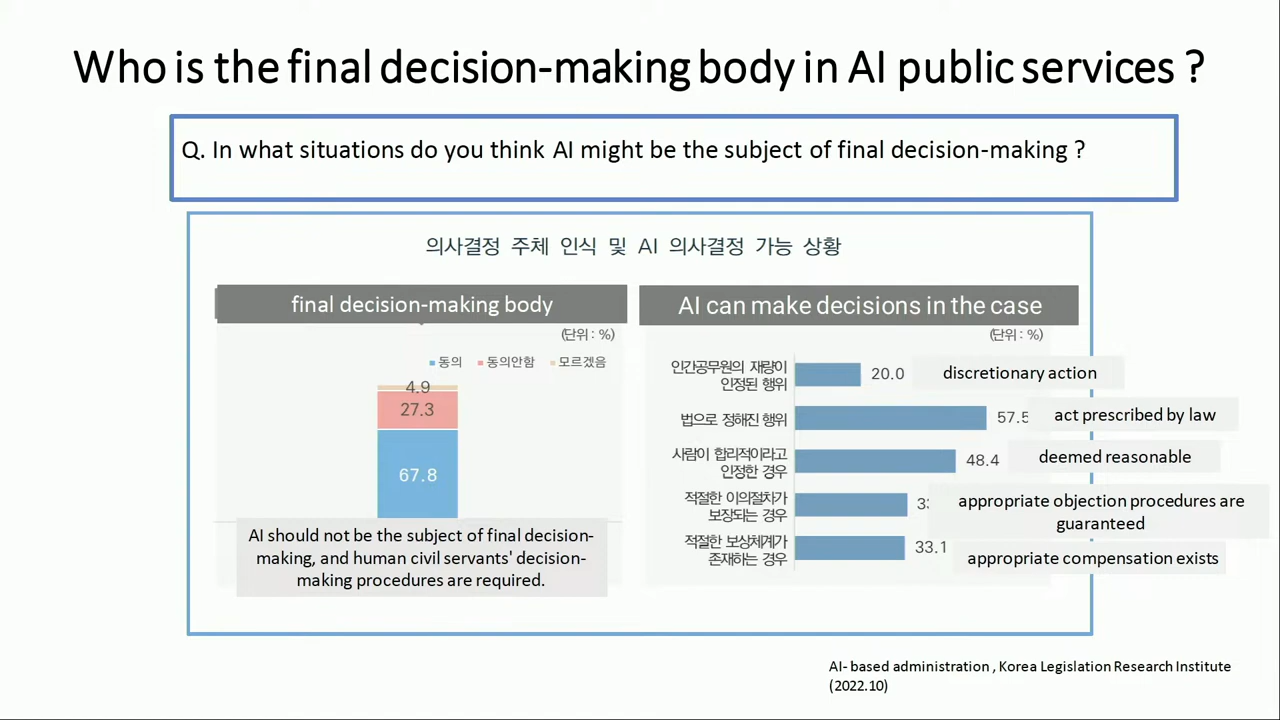 Who is the final decision-making body in AI public services ?
Q. In what situations do you think AI might be the subject of final decision-making ?
의사결정 주체 인식 및 AI 의사결정 가능 상황
final decision-making body
(단위 : %)
동의 동의안함 모르겠음
4.9
27.3
67.8
AI should not be the subject of final decision-
making, and human civil servants' decision-
making procedures are required.
AI can make decisions in the case
(단위 : %)
인간공무원의 재량이
인정된 행위
20.0
discretionary action
법으로 정해진 행위
57.5
act prescribed by law
사람이 합리적이라고
인정한 경우
48.4
deemed reasonable
적절한 이의절차가
보장되는 경우
appropriate objection procedures are
guaranteed
적절한 보상체계가
존재하는 경우
33.1
appropriate compensation exists
AI- based administration , Korea Legislation Research Institute
(2022.10)